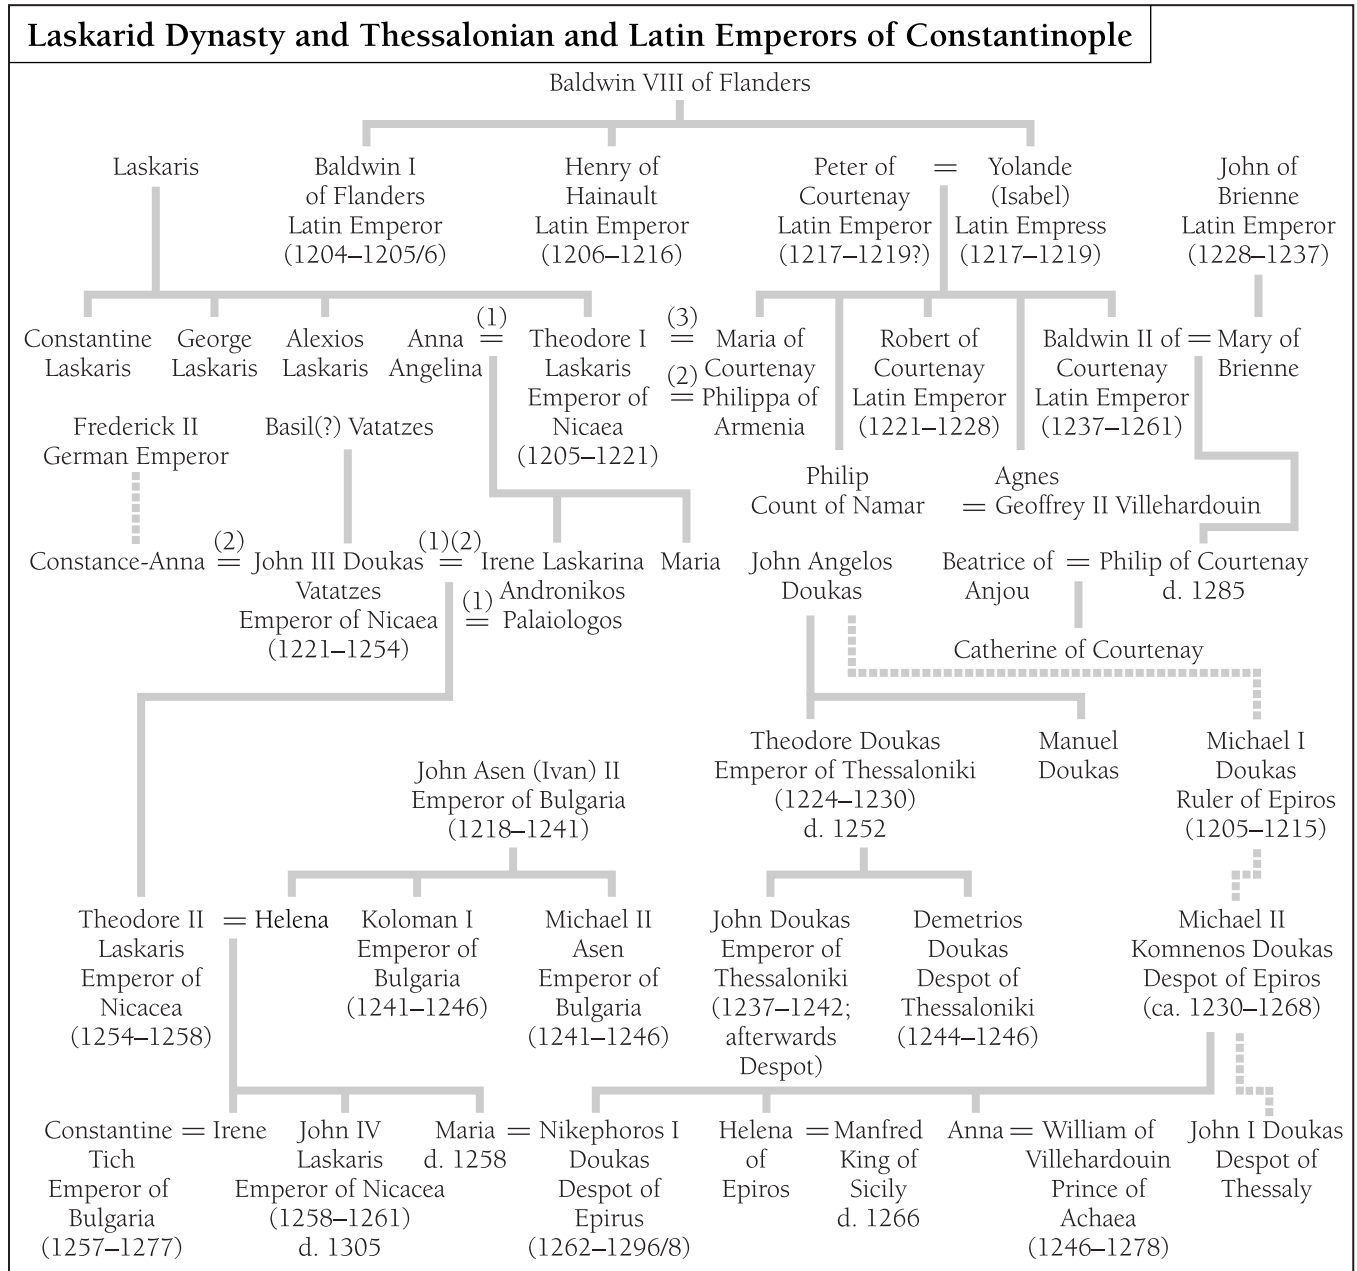 Laskarid Dynasty and Thessalonian and Latin Emperors of Constantinople
Baldwin VIII of Flanders
Laskaris
Baldwin I
of Flanders
Latin Emperor
(1204–1205/6)
Henry of
Hainault
Latin Emperor
(1206–1216)
Peter of
Courtenay
Latin Emperor
(1217–1219?)
=
Yolande
(Isabel)
Latin Empress
(1217–1219)
John of
Brienne
Latin Emperor
(1228–1237)
Constantine
Laskaris
George
Laskaris
Alexios
Laskaris
Anna
Angelina
(1)
=
Theodore I
Laskaris
Emperor of
Nicaea
(1205–1221)
(3)
=
Maria of
Courtenay
(2)
=
Philippa of
Armenia
Robert of
Courtenay
Latin Emperor
(1221–1228)
Baldwin II of
Courtenay
Latin Emperor
(1237–1261)
=
Mary of
Brienne
Frederick II
German Emperor
Basil(?) Vatatzes
Philip
Count of Namar
Agnes
= Geoffrey II Villehardouin
Constance-Anna
(2)
=
John III Doukas
Vatatzes
Emperor of Nicaea
(1221–1254)
(1)(2)
=
Irene Laskarina
(1)
=
Andronikos
Palaiologos
Maria
John Angelos
Doukas
Beatrice of
Anjou
=
Philip of Courtenay
d. 1285
Catherine of Courtenay
Theodore Doukas
Emperor of Thessaloniki
(1224–1230)
d. 1252
Manuel
Doukas
Michael I
Doukas
Ruler of Epiros
(1205–1215)
John Asen (Ivan) II
Emperor of Bulgaria
(1218–1241)
Theodore II
Laskaris
Emperor of
Nicacea
(1254–1258)
=
Helena
Koloman I
Emperor of
Bulgaria
(1241–1246)
Michael II
Asen
Emperor of
Bulgaria
(1241–1246)
John Doukas
Emperor of
Thessaloniki
(1237–1242;
afterwards
Despot)
Demetrios
Doukas
Despot of
Thessaloniki
(1244–1246)
Michael II
Komnenos Doukas
Despot of Epiros
(ca. 1230–1268)
Constantine
Tich
Emperor of
Bulgaria
(1257–1277)
=
Irene
John IV
Laskaris
Emperor of Nicacea
(1258–1261)
d. 1305
Maria
d. 1258
=
Nikephoros I
Doukas
Despot of
Epirus
(1262–1296/8)
Helena
of
Epiros
=
Manfred
King of
Sicily
d. 1266
Anna
=
William of
Villehardouin
Prince of
Achaea
(1246–1278)
John I Doukas
Despot of
Thessaly